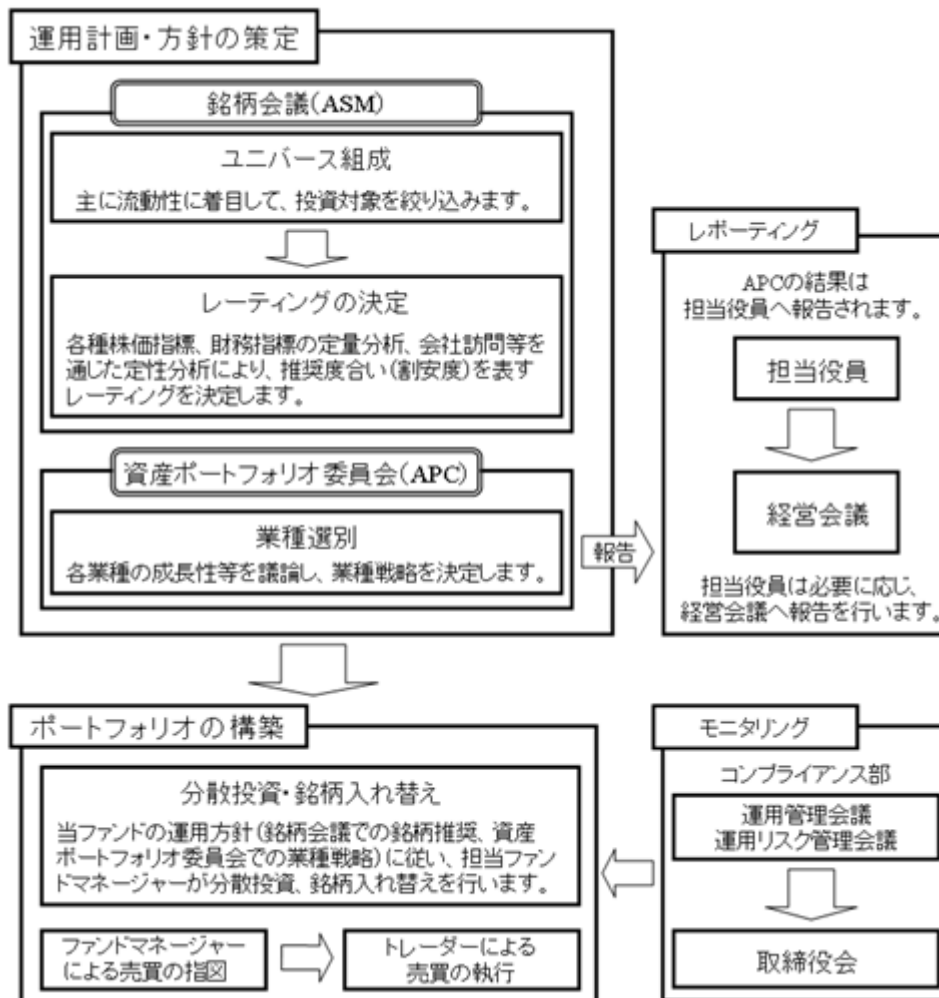 運用計画・方針の策定
銘柄会議(ASM)
ユニバース組成
主に流動性に着目して、投資対象を絞り込みます。
レーティングの決定
各種株価指標、財務指標の定量分析、会社訪問等を
通じた定性分析により、推奨度合い(割安度)を表す
レーティングを決定します。
資産ポートフォリオ委員会(APC)
業種選別
各業種の成長性等を議論し、業種戦略を決定します。
報告
レポーティング
APCの結果は
担当役員へ報告されます。
担当役員
経営会議
担当役員は必要に応じ、
経営会議へ報告を行います。
ポートフォリオの構築
分散投資・銘柄入れ替え
当ファンドの運用方針(銘柄会議での銘柄推奨、資産
ポートフォリオ委員会での業種戦略)に従い、担当ファン
ドマネージャーが分散投資、銘柄入れ替えを行います。
ファンドマネージャー
による売買の指図
トレーダーによる
売買の執行
モニタリング
コンプライアンス部
運用管理会議
運用リスク管理会議
取締役会